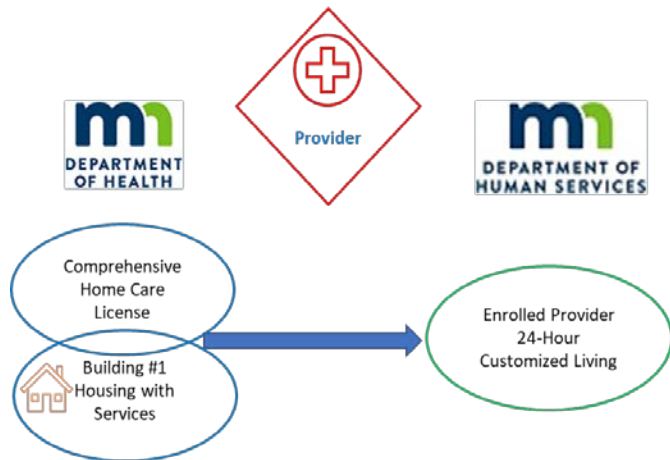 mn
DEPARTMENT
OF HEALTH
Provider
mn
DEPARTMENT OF
HUMAN SERVICES
Comprehensive
Home Care
License
Building #1
Housing with
Services
Enrolled Provider
24-Hour
Customized Living